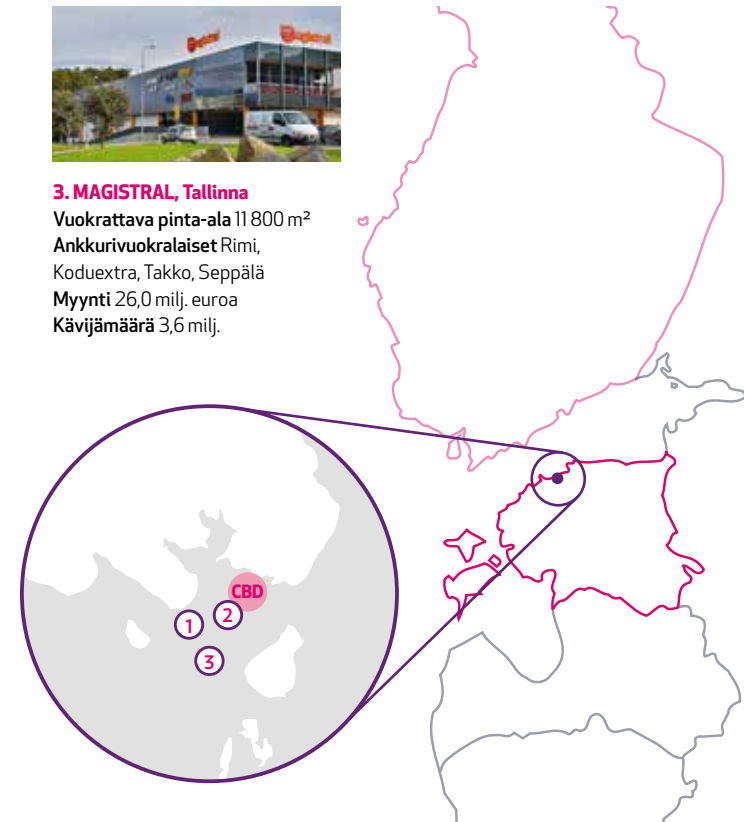 3. MAGISTRAL, Tallinna
Vuokrattava pinta-ala 11 800 m²
Ankkurivuokralaiset Rimi,
Koduextra, Takko, Seppälä
Myynti 26,0 milj. euroa
Kävijämäärä 3,6 milj.
CBD
2
1
3